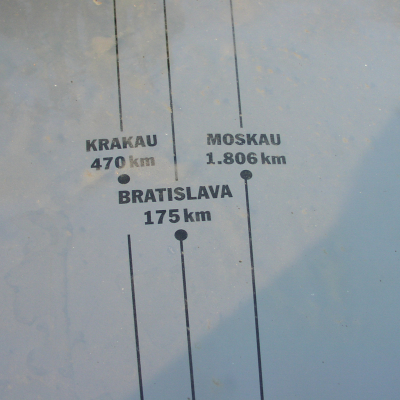 KRAKAU
470 km
MOSKAU
1.806 km
BRATISLAVA
175 km